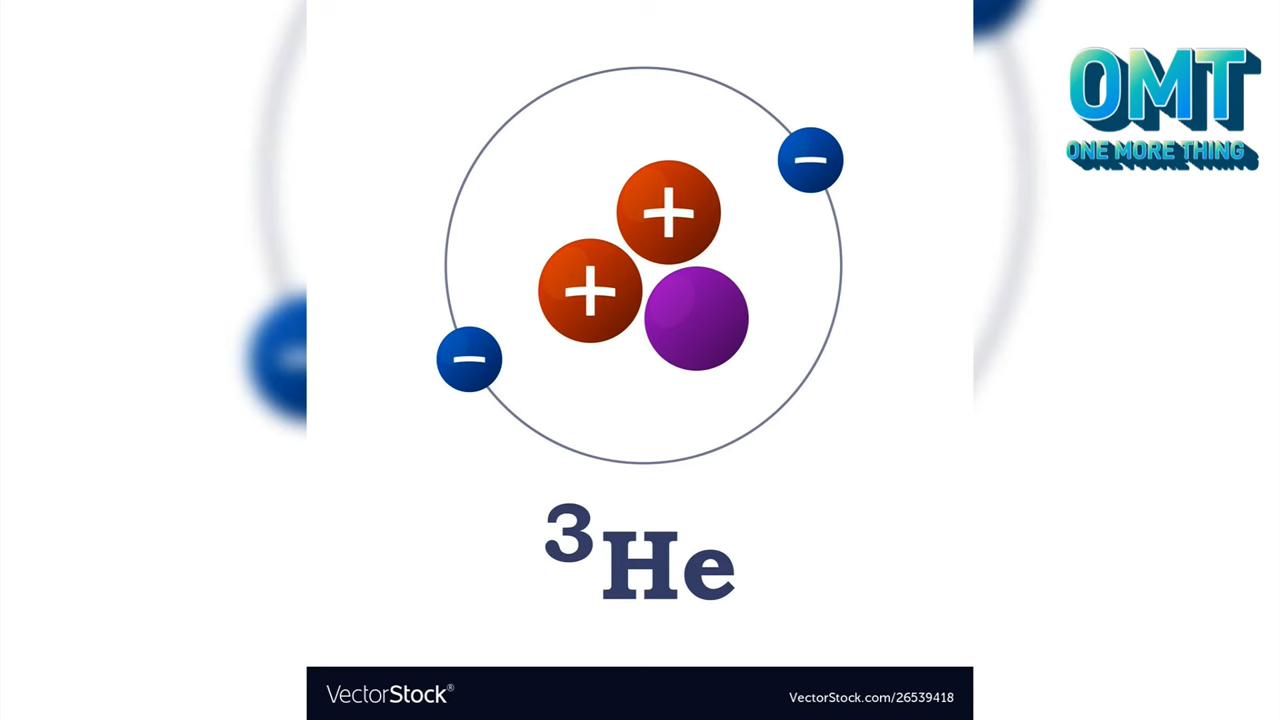 OMT
ONE MORE THING
+
+
−
−
³He
VectorStock®
VectorStock.com/26539418